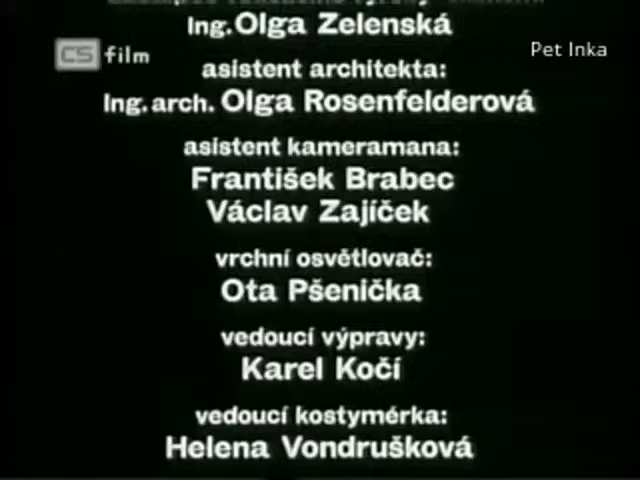 Ing. Olga Zelenská
CS film
Pet Inka
asistent architekta:
Ing. arch. Olga Rosenfelderová
asistent kameramana:
František Brabec
Václav Zajíček
vrchní osvětlovač:
Ota Pšenička
vedoucí výpravy:
Karel Kočí
vedoucí kostymérka:
Helena Vondrušková